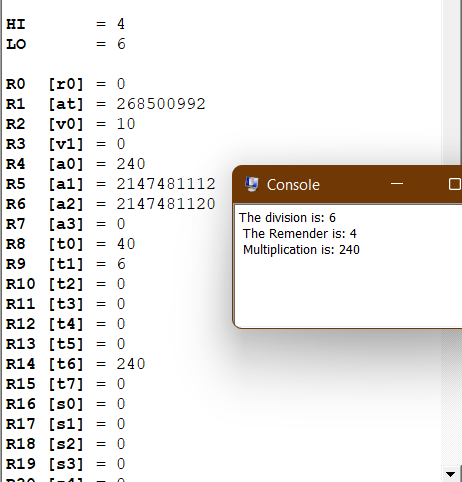 HI = 4
LO = 6
R0 [r0] = 0
R1 [at] = 268500992
R2 [v0] = 10
R3 [v1] = 0
R4 [a0] = 240
R5 [a1] = 2147481112
R6 [a2] = 2147481120
R7 [a3] = 0
R8 [t0] = 40
R9 [t1] = 6
R10 [t2] = 0
R11 [t3] = 0
R12 [t4] = 0
R13 [t5] = 0
R14 [t6] = 240
R15 [t7] = 0
R16 [s0] = 0
R17 [s1] = 0
R18 [s2] = 0
R19 [s3] = 0
Console
The division is: 6
The Remender is: 4
Multiplication is: 240